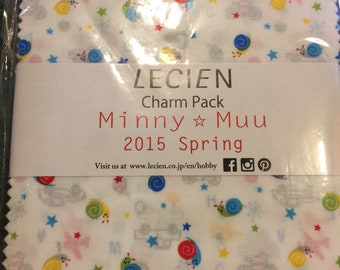 LECIEN
Charm Pack
Minny☆Muu
2015 Spring
Visit us at www.lecien.co.jp/en/hobby